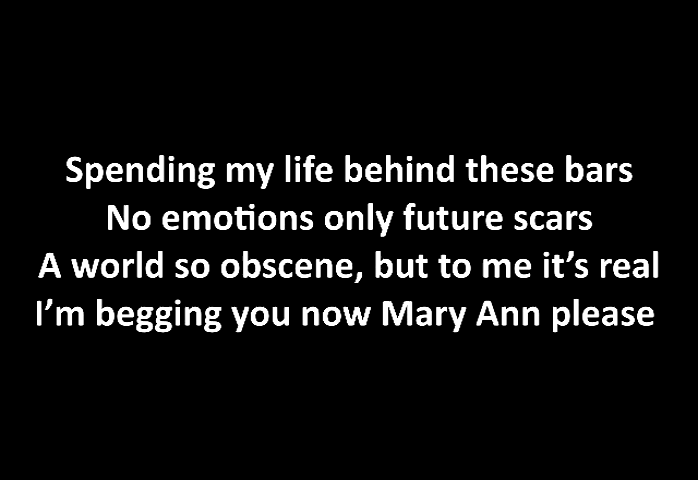 Spending my life behind these bars
No emotions only future scars
A world so obscene, but to me it’s real
I’m begging you now Mary Ann please